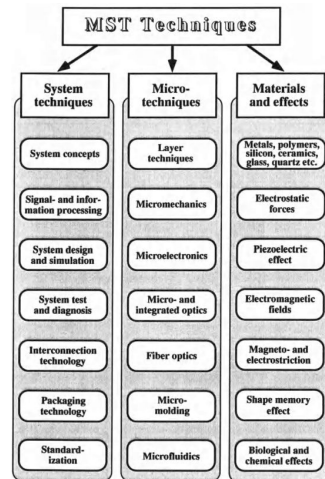 MST Techniques
System
techniques
System concepts
Signal- and infor-
mation processing
System design
and simulation
System test
and diagnosis
Interconnection
technology
Packaging
technology
Standard-
ization
Micro-
techniques
Layer
techniques
Micromechanics
Microelectronics
Micro- and
integrated optics
Fiber optics
Micro-
molding
Microfluidics
Materials
and effects
Metals, polymers,
silicon, ceramics,
glass, quartz etc.
Electrostatic
forces
Piezoelectric
effect
Electromagnetic
fields
Magneto- and
electrostriction
Shape memory
effect
Biological and
chemical effects